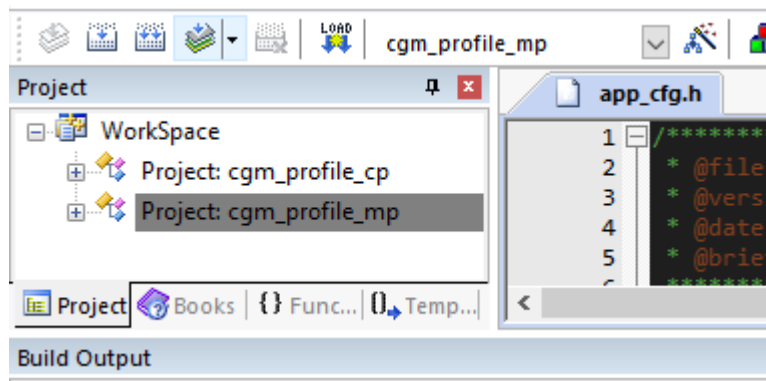 LOAD
cgm_profile_mp
Project
app_cfg.h
WorkSpace
Project: cgm_profile_cp
Project: cgm_profile_mp
1 /*******
2 * @file
3 * @vers
4 * @date
5 * @brie
Project Books {} Func... Temp...
Build Output